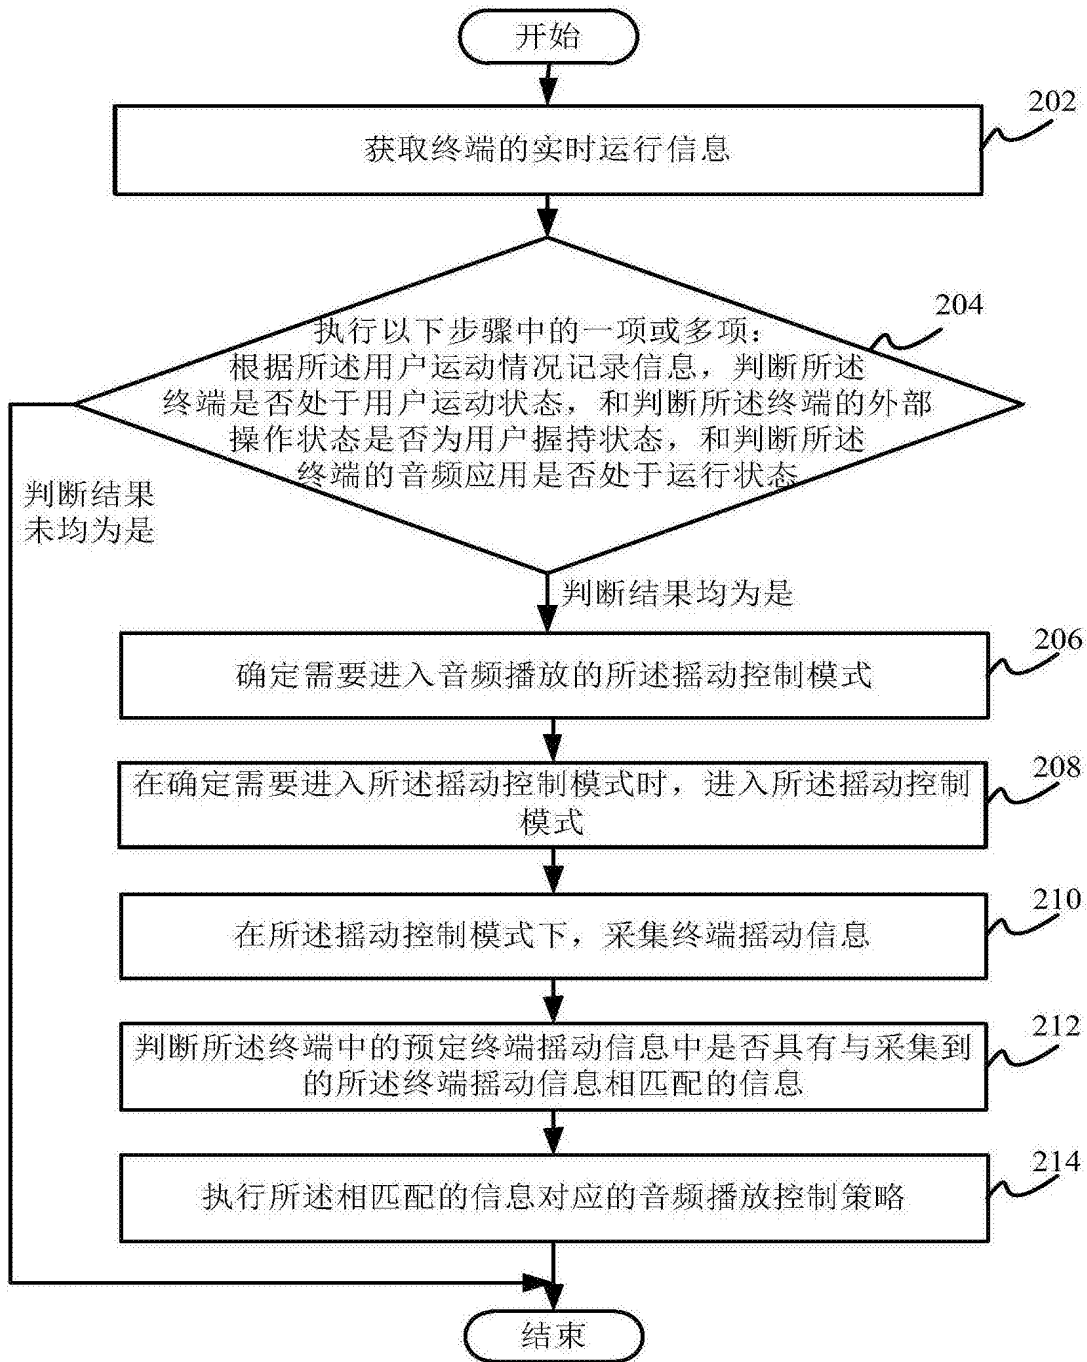 开始
202
获取终端的实时运行信息
204
执行以下步骤中的一项或多项：
根据所述用户运动情况记录信息，判断所述
终端是否处于用户运动状态，和判断所述终端的外部
操作状态是否为用户握持状态，和判断所述
终端的音频应用是否处于运行状态
判断结果
未均为是
判断结果均为是
206
确定需要进入音频播放的所述摇动控制模式
208
在确定需要进入所述摇动控制模式时，进入所述摇动控制
模式
210
在所述摇动控制模式下，采集终端摇动信息
212
判断所述终端中的预定终端摇动信息中是否具有与采集到
的所述终端摇动信息相匹配的信息
214
执行所述相匹配的信息对应的音频播放控制策略
结束